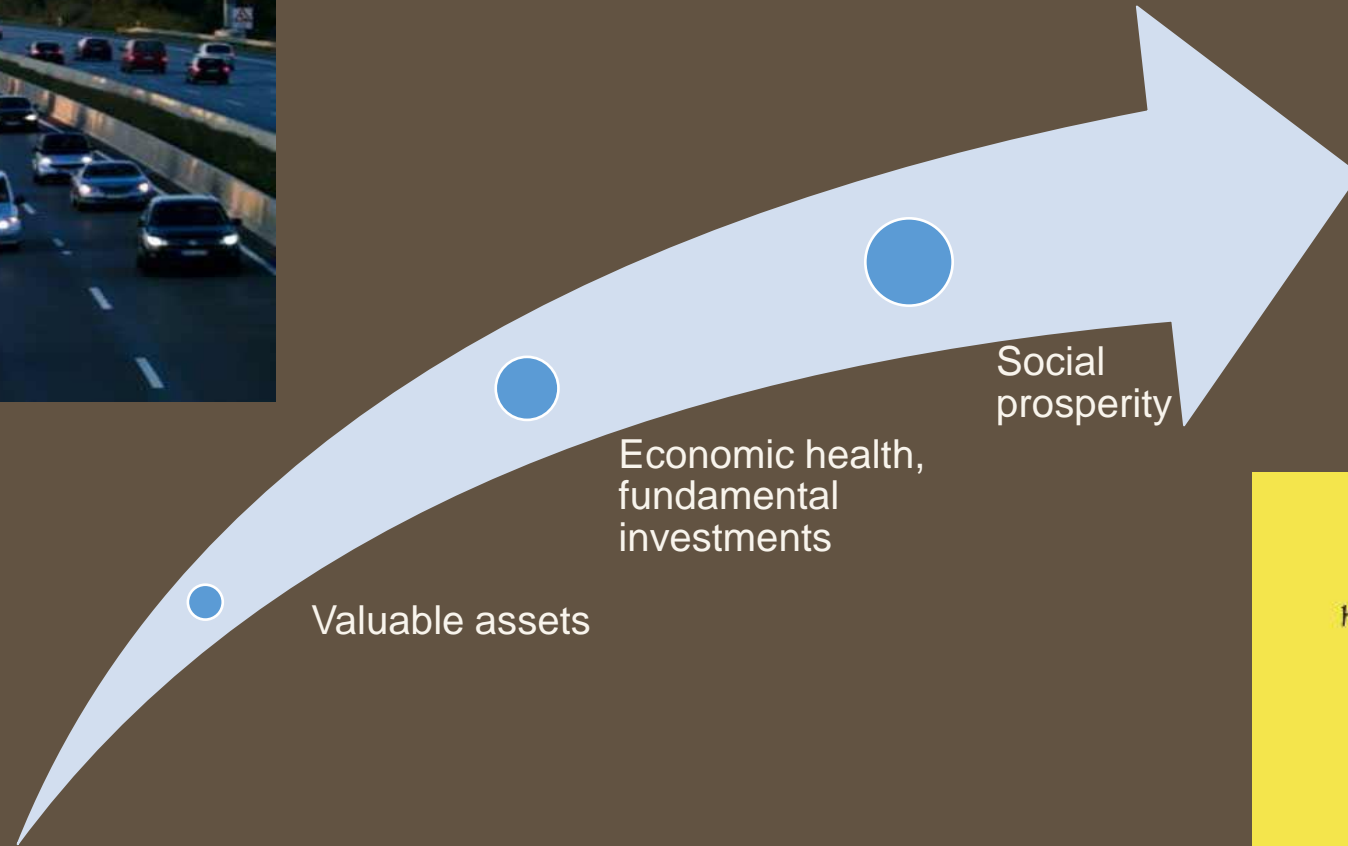 Social
prosperity
Economic health,
fundamental
investments
Valuable assets